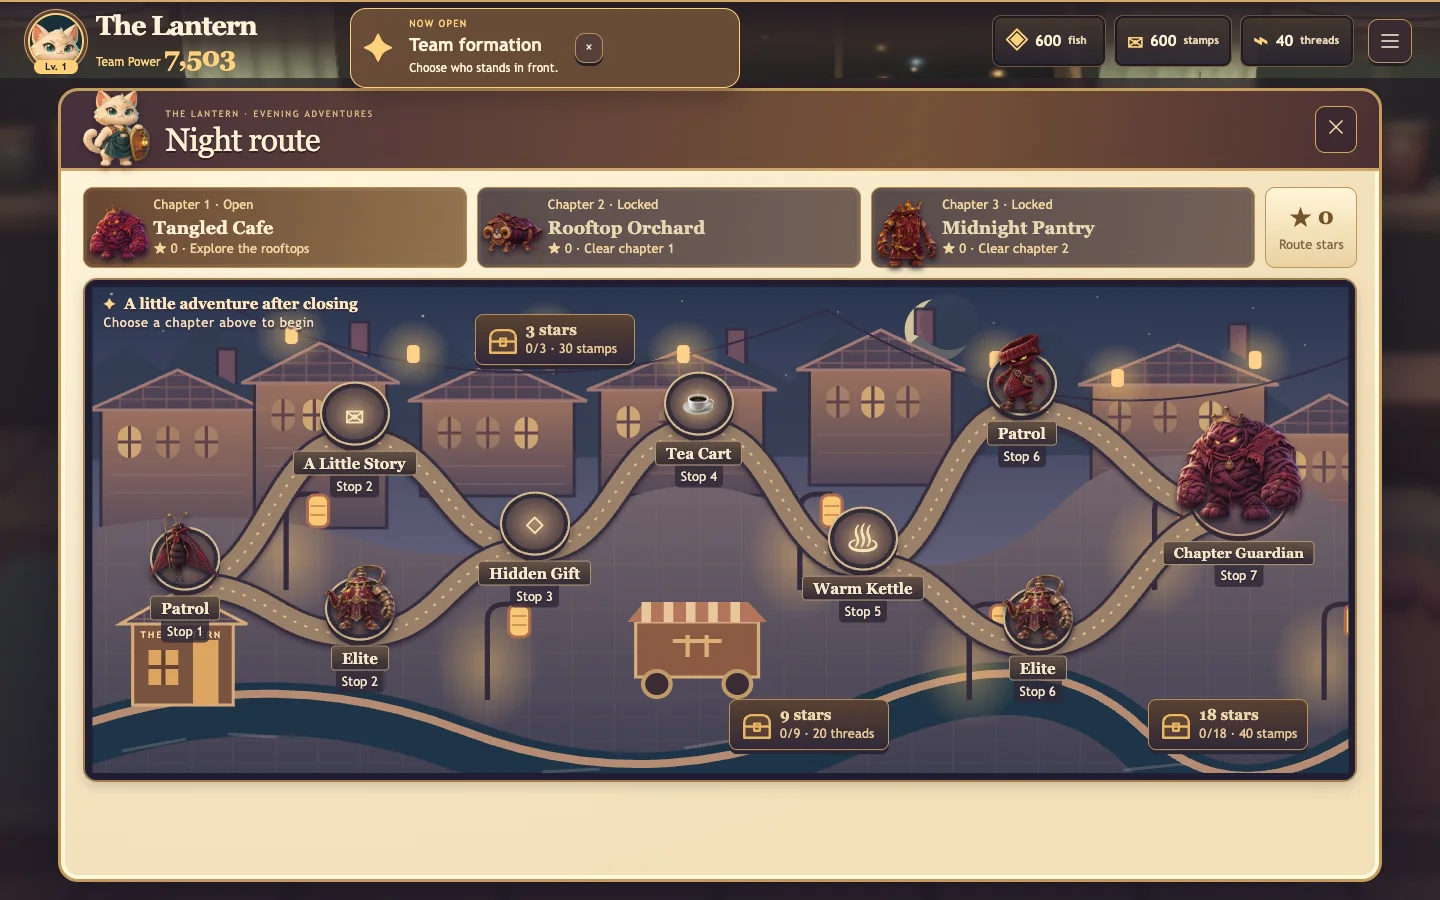 The Lantern
Lv. 1
Team Power 7,503
NOW OPEN
Team formation
Choose who stands in front.
600 fish
600 stamps
40 threads
THE LANTERN · EVENING ADVENTURES
Night route
Chapter 1 · Open
Tangled Cafe
★ 0 · Explore the rooftops
Chapter 2 · Locked
Rooftop Orchard
★ 0 · Clear chapter 1
Chapter 3 · Locked
Midnight Pantry
★ 0 · Clear chapter 2
★ 0
Route stars
A little adventure after closing
Choose a chapter above to begin
3 stars
0/3 · 30 stamps
A Little Story
Stop 2
Tea Cart
Stop 4
Patrol
Stop 6
Hidden Gift
Stop 3
Chapter Guardian
Stop 7
Warm Kettle
Stop 5
Patrol
Stop 1
Elite
Stop 2
Elite
Stop 6
9 stars
0/9 · 20 threads
18 stars
0/18 · 40 stamps